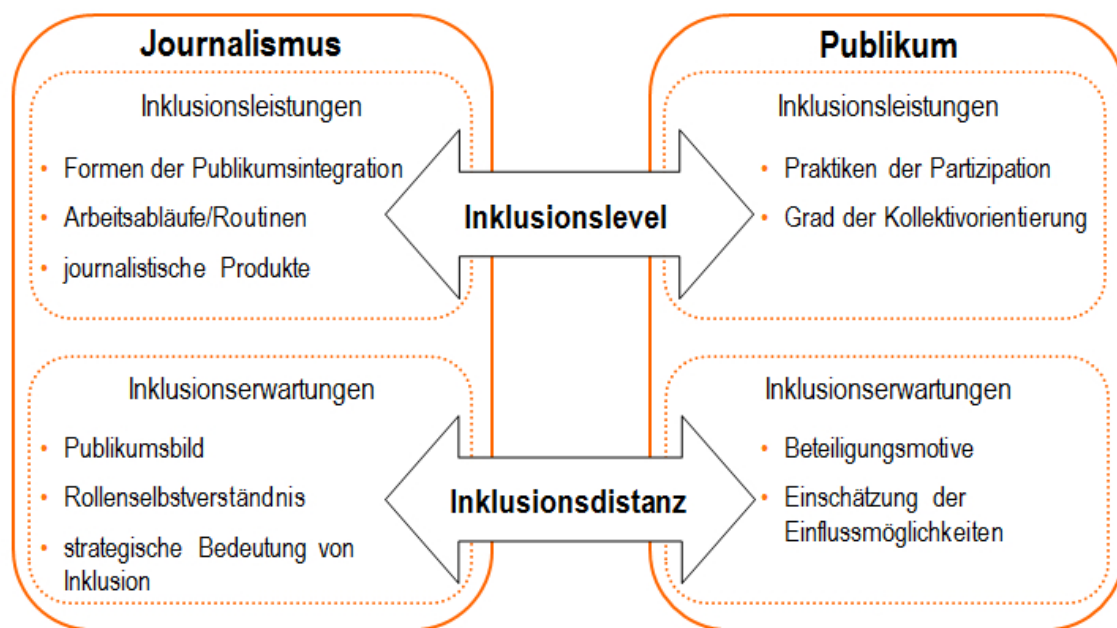 Journalismus
Inklusionsleistungen
• Formen der Publikumsintegration
• Arbeitsabläufe/Routinen
• journalistische Produkte
Inklusionslevel
Publikum
Inklusionsleistungen
• Praktiken der Partizipation
• Grad der Kollektivorientierung
Inklusionserwartungen
• Publikumsbild
• Rollenselbstverständnis
• strategische Bedeutung von
Inklusion
Inklusionsdistanz
Inklusionserwartungen
• Beteiligungsmotive
• Einschätzung der
Einflussmöglichkeiten